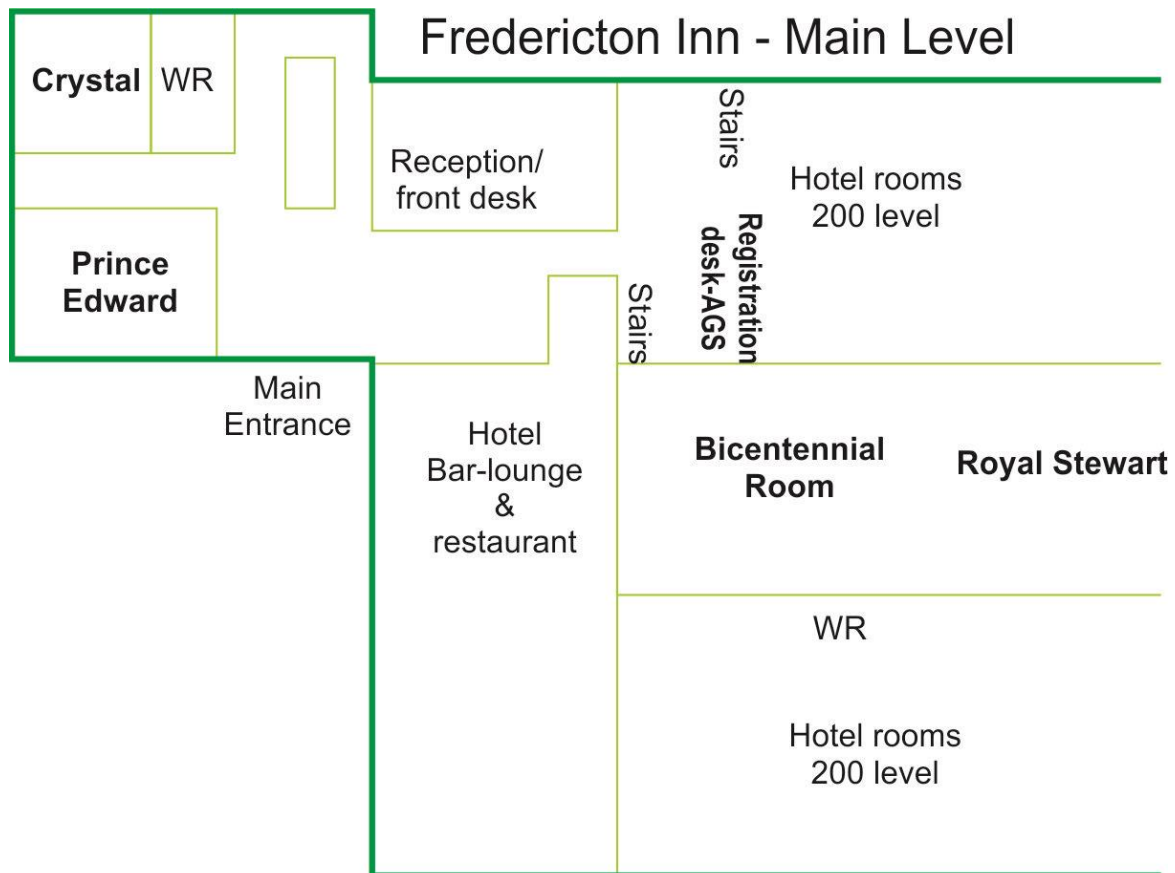 Fredericton Inn - Main Level
Crystal
WR
Reception/
front desk
Stairs
Hotel rooms
200 level
Registration
desk-AGS
Prince
Edward
Stairs
Main
Entrance
Hotel
Bar-lounge
&
restaurant
Bicentennial
Room
Royal Stewart
WR
Hotel rooms
200 level